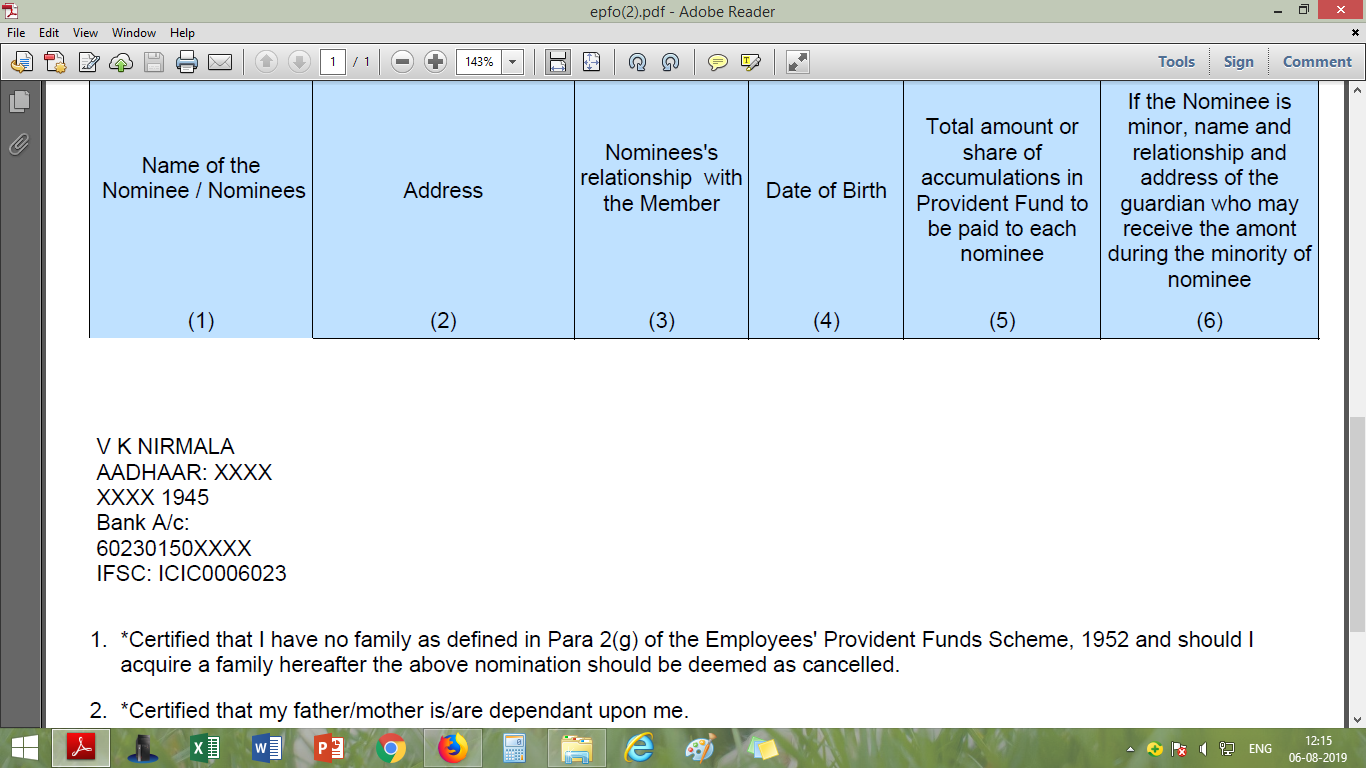 epfo(2).pdf - Adobe Reader
File Edit View Window Help
1 / 1 143% Tools Sign Comment
Name of the
Nominee / Nominees
(1)
Address
(2)
Nominees's
relationship with
the Member
(3)
Date of Birth
(4)
Total amount or
share of
accumulations in
Provident Fund to
be paid to each
nominee
(5)
If the Nominee is
minor, name and
relationship and
address of the
guardian who may
receive the amont
during the minority of
nominee
(6)
V K NIRMALA
AADHAAR: XXXX
XXXX 1945
Bank A/c:
60230150XXXX
IFSC: ICIC0006023
1. *Certified that I have no family as defined in Para 2(g) of the Employees' Provident Funds Scheme, 1952 and should I
acquire a family hereafter the above nomination should be deemed as cancelled.
2. *Certified that my father/mother is/are dependant upon me.
ENG
12:15
06-08-2019